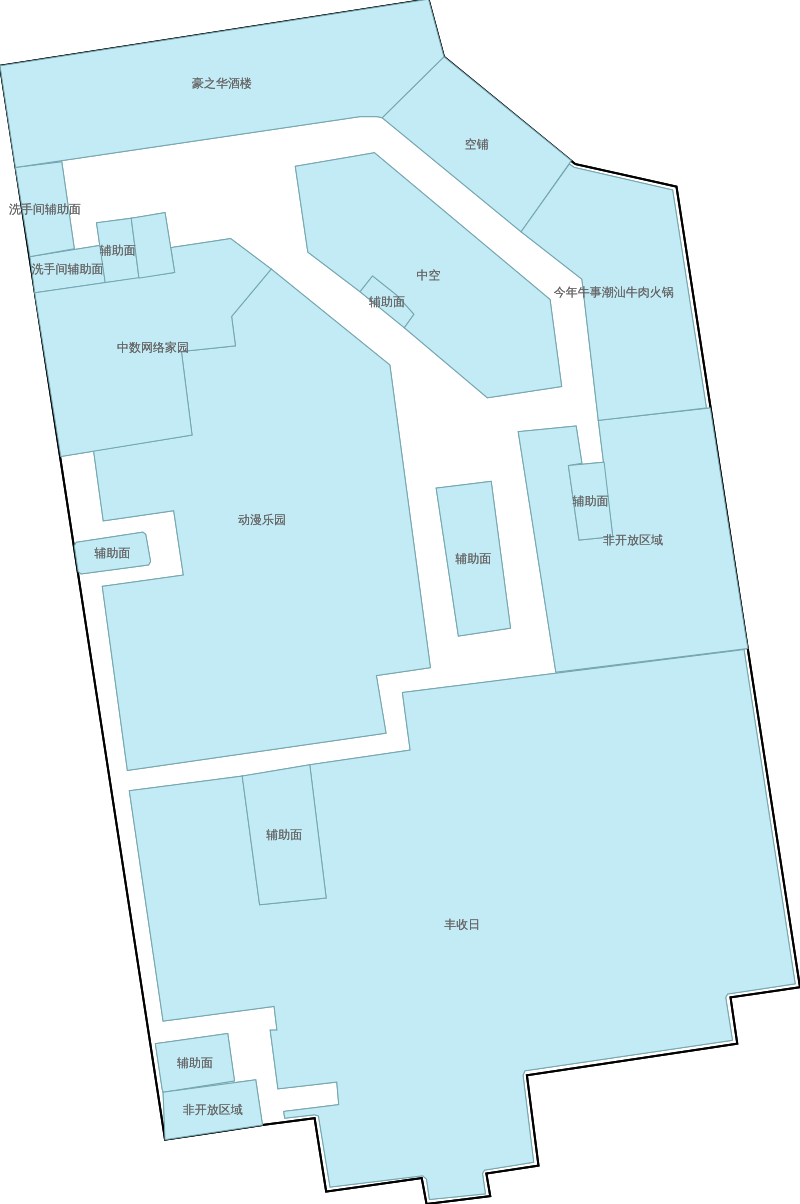 豪之华酒楼
空铺
洗手间辅助面
辅助面
洗手间辅助面
中空
今年牛事潮汕牛肉火锅
辅助面
中数网络家园
辅助面
动漫乐园
非开放区域
辅助面
辅助面
辅助面
丰收日
辅助面
非开放区域